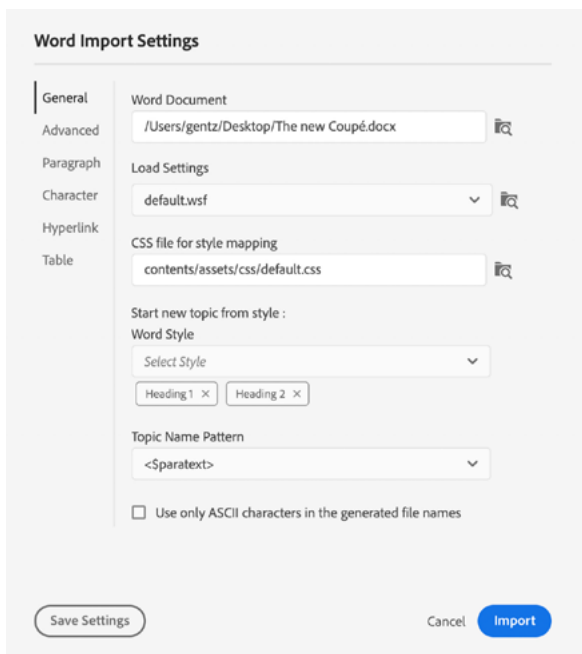 Word Import Settings
General
Advanced
Paragraph
Character
Hyperlink
Table
Word Document
/Users/gentz/Desktop/The new Coupé.docx
Load Settings
default.wsf
CSS file for style mapping
contents/assets/css/default.css
Start new topic from style :
Word Style
Select Style
Heading 1 ×
Heading 2 ×
Topic Name Pattern
<$paratext>
Use only ASCII characters in the generated file names
Save Settings
Cancel
Import